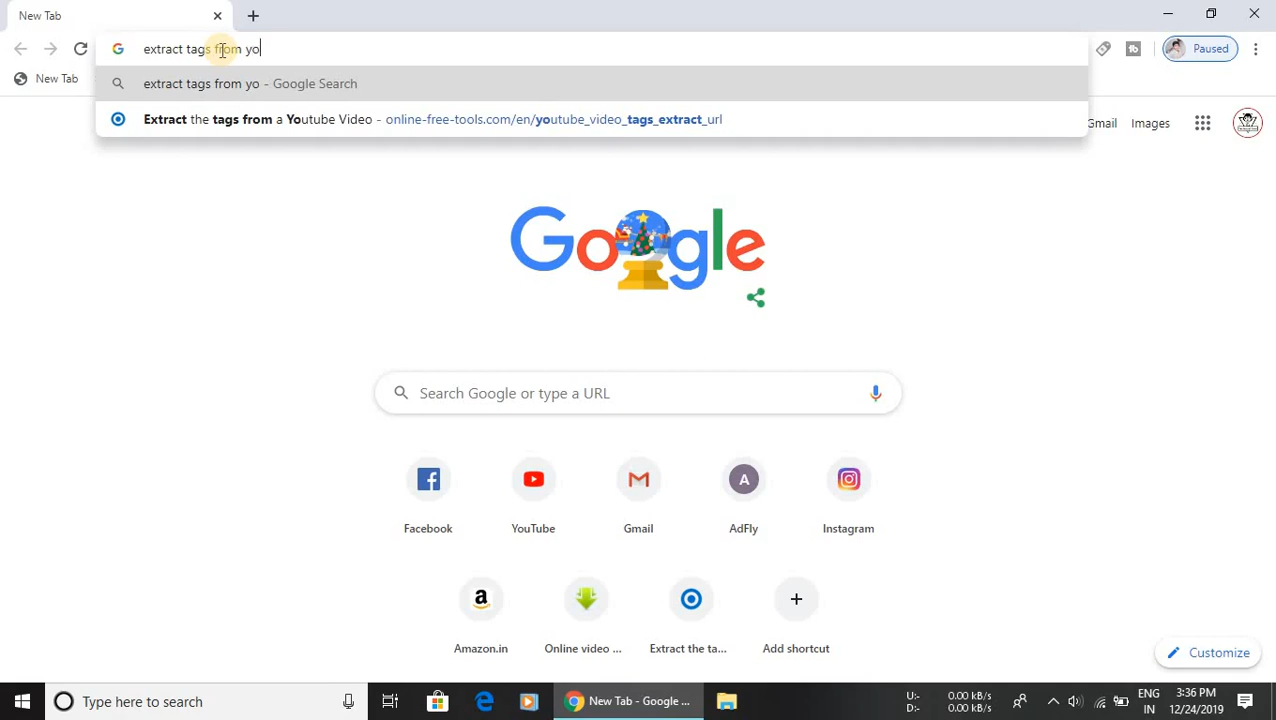 New Tab
extract tags from yo
Paused
New Tab
extract tags from yo - Google Search
Extract the tags from a Youtube Video - online-free-tools.com/en/youtube_video_tags_extract_url
Gmail
Images
Google
Search Google or type a URL
Facebook
YouTube
Gmail
A
AdFly
Instagram
a
Amazon.in
Online video ...
Extract the ta...
Add shortcut
Customize
Type here to search
New Tab - Google ...
U:- 0.00 kB/s
D:- 0.00 kB/s
ENG
IN
3:36 PM
12/24/2019